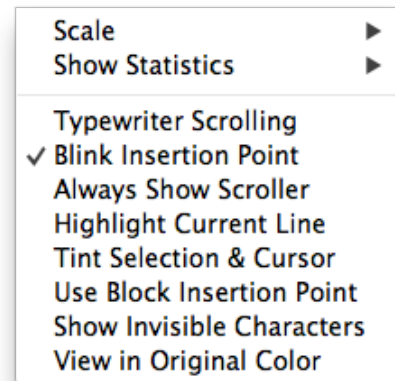 Scale
Show Statistics
Typewriter Scrolling
Blink Insertion Point
Always Show Scroller
Highlight Current Line
Tint Selection & Cursor
Use Block Insertion Point
Show Invisible Characters
View in Original Color